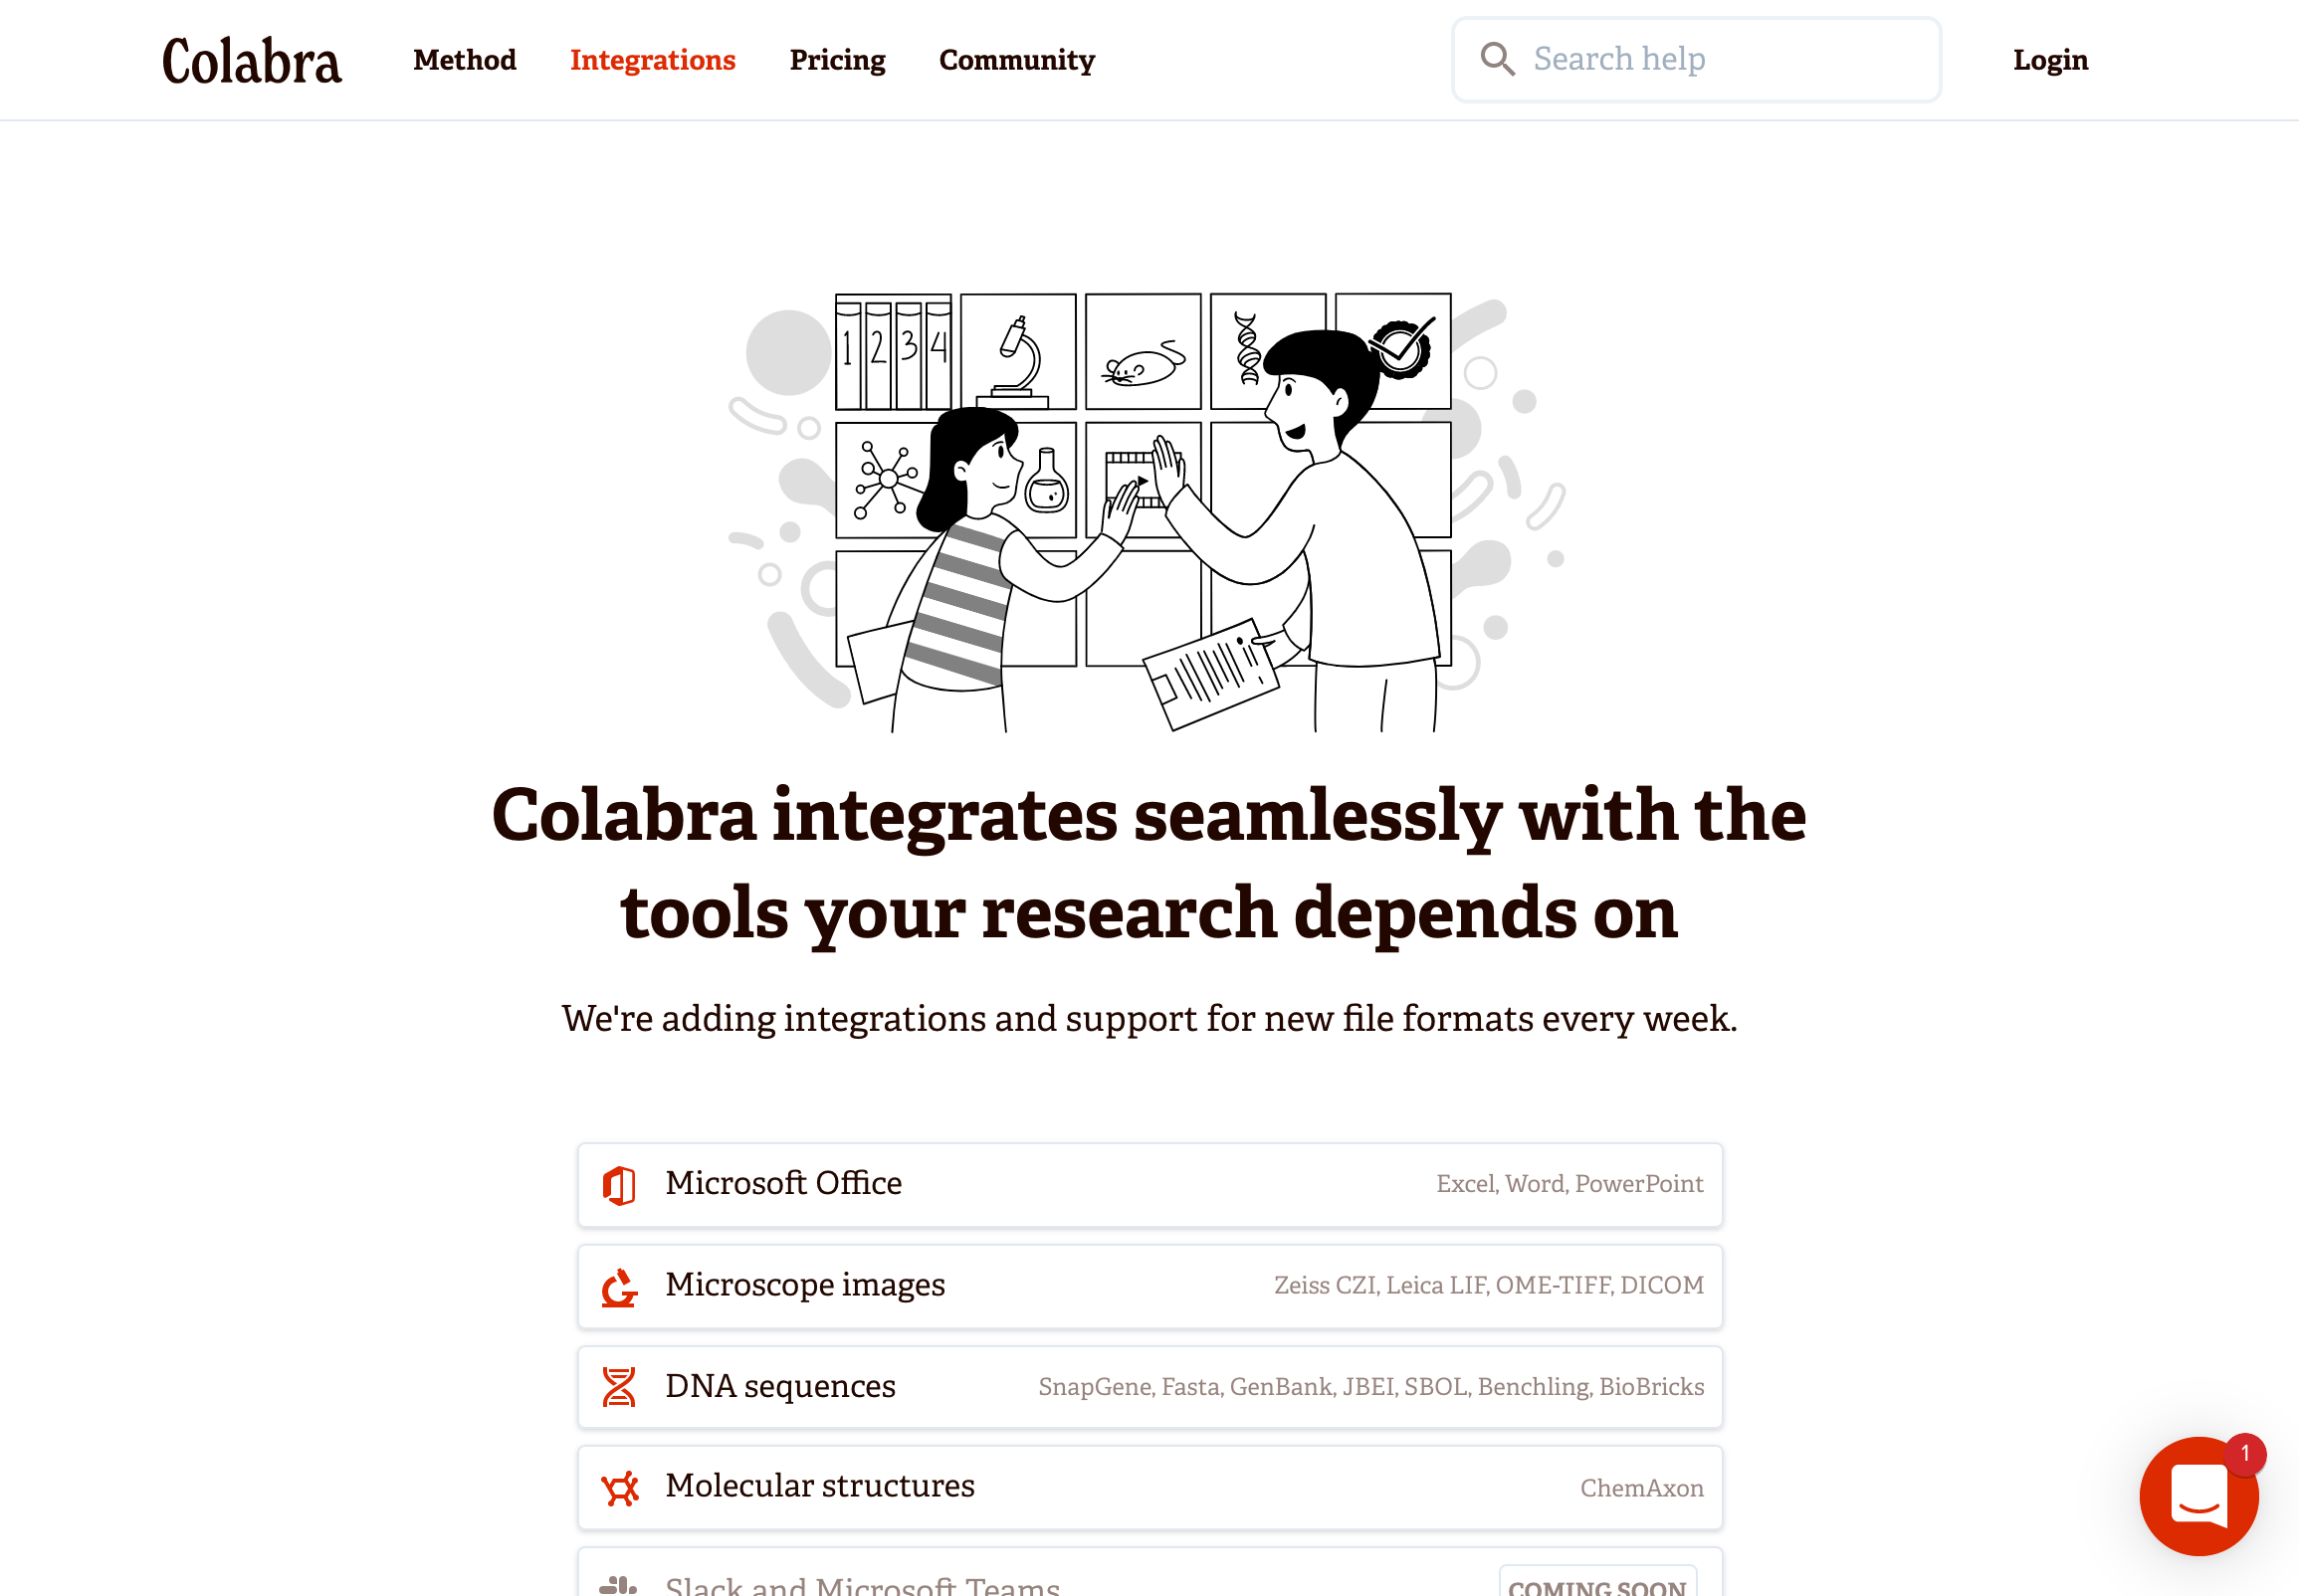 Colabra
Method
Integrations
Pricing
Community
Search help
Login
1 2 3 4
Colabra integrates seamlessly with the
tools your research depends on
We're adding integrations and support for new file formats every week.
Microsoft Office
Excel, Word, PowerPoint
Microscope images
Zeiss CZI, Leica LIF, OME-TIFF, DICOM
DNA sequences
SnapGene, Fasta, GenBank, JBEI, SBOL, Benchling, BioBricks
Molecular structures
ChemAxon
1
Slack and Microsoft Teams
COMING SOON